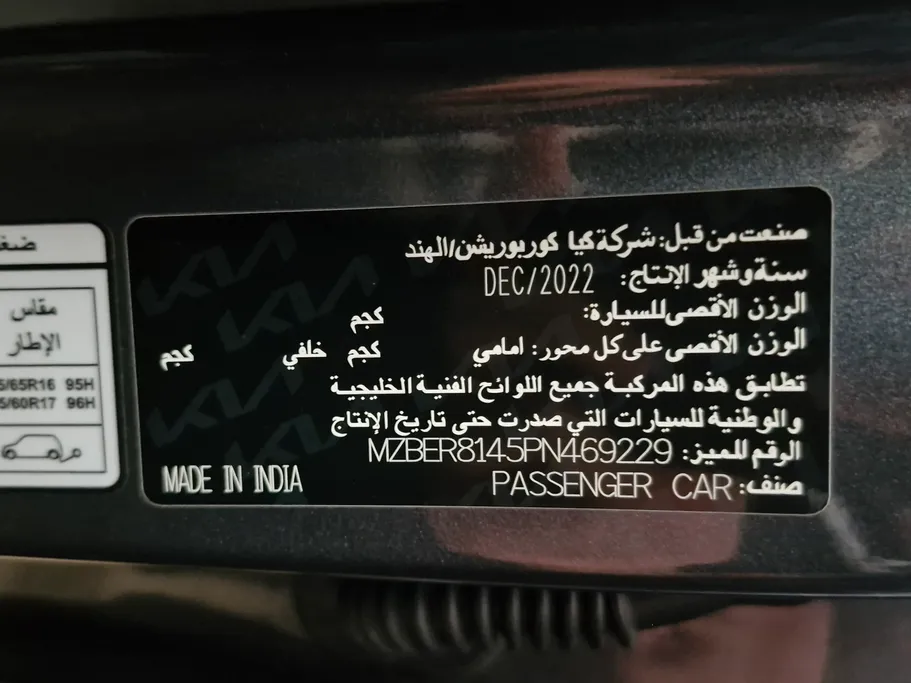 صنعت من قبل: شركة كيا كوربوريشن/الهند
سنة وشهر الإنتاج: DEC/2022
الوزن الأقصى للسيارة: كجم
الوزن الأقصى على كل محور: امامي كجم خلفي كجم
تطابق هذه المركبة جميع اللوائح الفنية الخليجية
والوطنية للسيارات التي صدرت حتى تاريخ الإنتاج
الرقم المميز: MZBER8145PN469229
صنف: PASSENGER CAR MADE IN INDIA
مقاس
الإطار
5/65R16 95H
5/60R17 96H